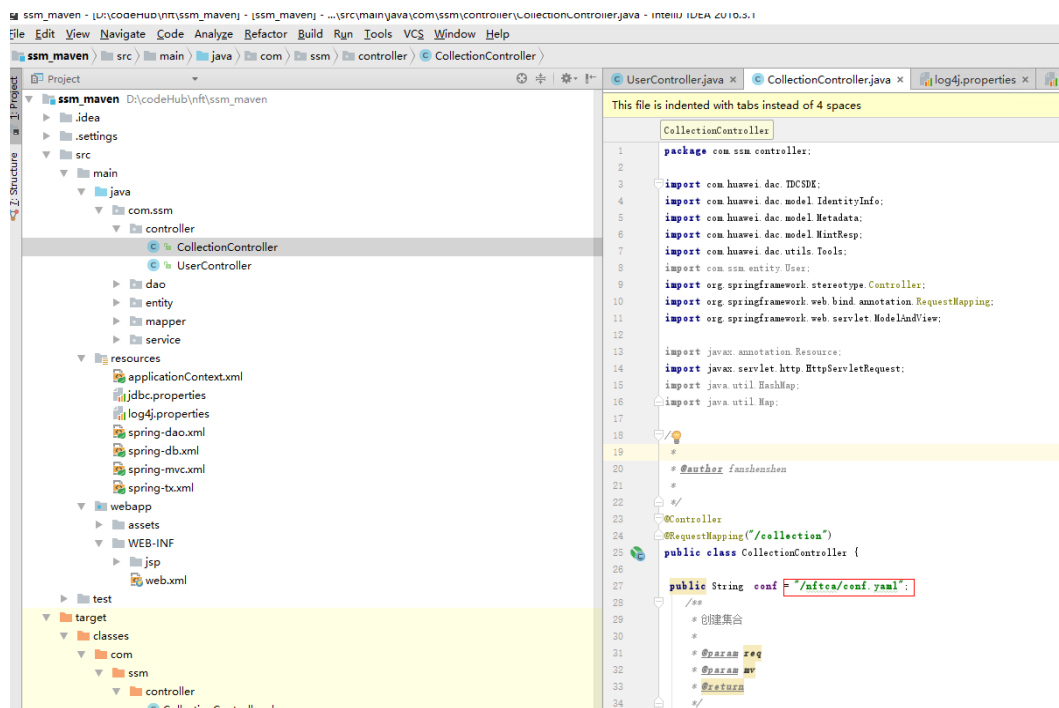 ssm_maven - [D:\codeHub\nft\ssm_maven] - [ssm_maven] - ...\src\main\java\com\ssm\controller\CollectionController.java - IntelliJ IDEA 2016.3.1
File Edit View Navigate Code Analyze Refactor Build Run Tools VCS Window Help
ssm_maven src main java com ssm controller CollectionController
Project
UserController.java × CollectionController.java × log4j.properties ×
1: Project
Z: Structure
ssm_maven D:\codeHub\nft\ssm_maven
.idea
.settings
src
main
java
com.ssm
controller
CollectionController
UserController
dao
entity
mapper
service
resources
applicationContext.xml
jdbc.properties
log4j.properties
spring-dao.xml
spring-db.xml
spring-mvc.xml
spring-tx.xml
webapp
assets
WEB-INF
jsp
web.xml
test
target
classes
com
ssm
controller
This file is indented with tabs instead of 4 spaces
CollectionController
1 package com.ssm.controller;
2
3 import com.huawei.dac.TDCSDK;
4 import com.huawei.dac.model.IdentityInfo;
5 import com.huawei.dac.model.Metadata;
6 import com.huawei.dac.model.MintResp;
7 import com.huawei.dac.utils.Tools;
8 import com.ssm.entity.User;
9 import org.springframework.stereotype.Controller;
10 import org.springframework.web.bind.annotation.RequestMapping;
11 import org.springframework.web.servlet.ModelAndView;
12
13 import javax.annotation.Resource;
14 import javax.servlet.http.HttpServletRequest;
15 import java.util.HashMap;
16 import java.util.Map;
17
18 /
19 *
20 * @author fanshenshen
21 *
22 */
23 @Controller
24 @RequestMapping("/collection")
25 public class CollectionController {
26
27 public String conf = "/nftca/conf.yaml";
28 /**
29 * 创建集合
30 *
31 * @param req
32 * @param mv
33 * @return
34 */